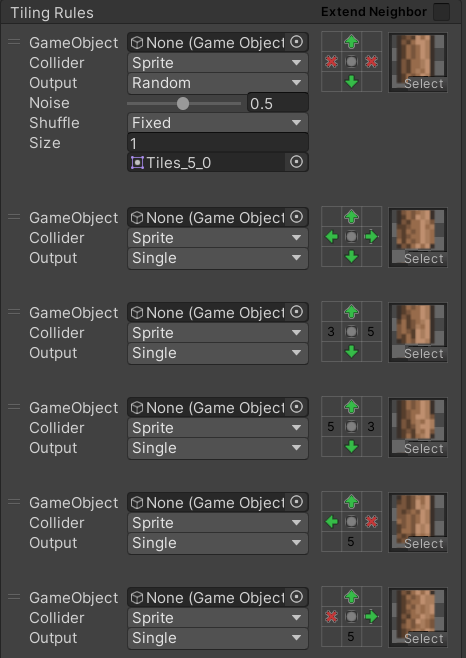 Tiling Rules Extend Neighbor
GameObject None (Game Object
Collider Sprite
Output Random
Noise 0.5
Shuffle Fixed
Size 1
Tiles_5_0
Select
GameObject None (Game Object
Collider Sprite
Output Single
Select
GameObject None (Game Object
Collider Sprite 3 5
Output Single
Select
GameObject None (Game Object
Collider Sprite 5 3
Output Single
Select
GameObject None (Game Object
Collider Sprite
Output Single 5
Select
GameObject None (Game Object
Collider Sprite
Output Single 5
Select